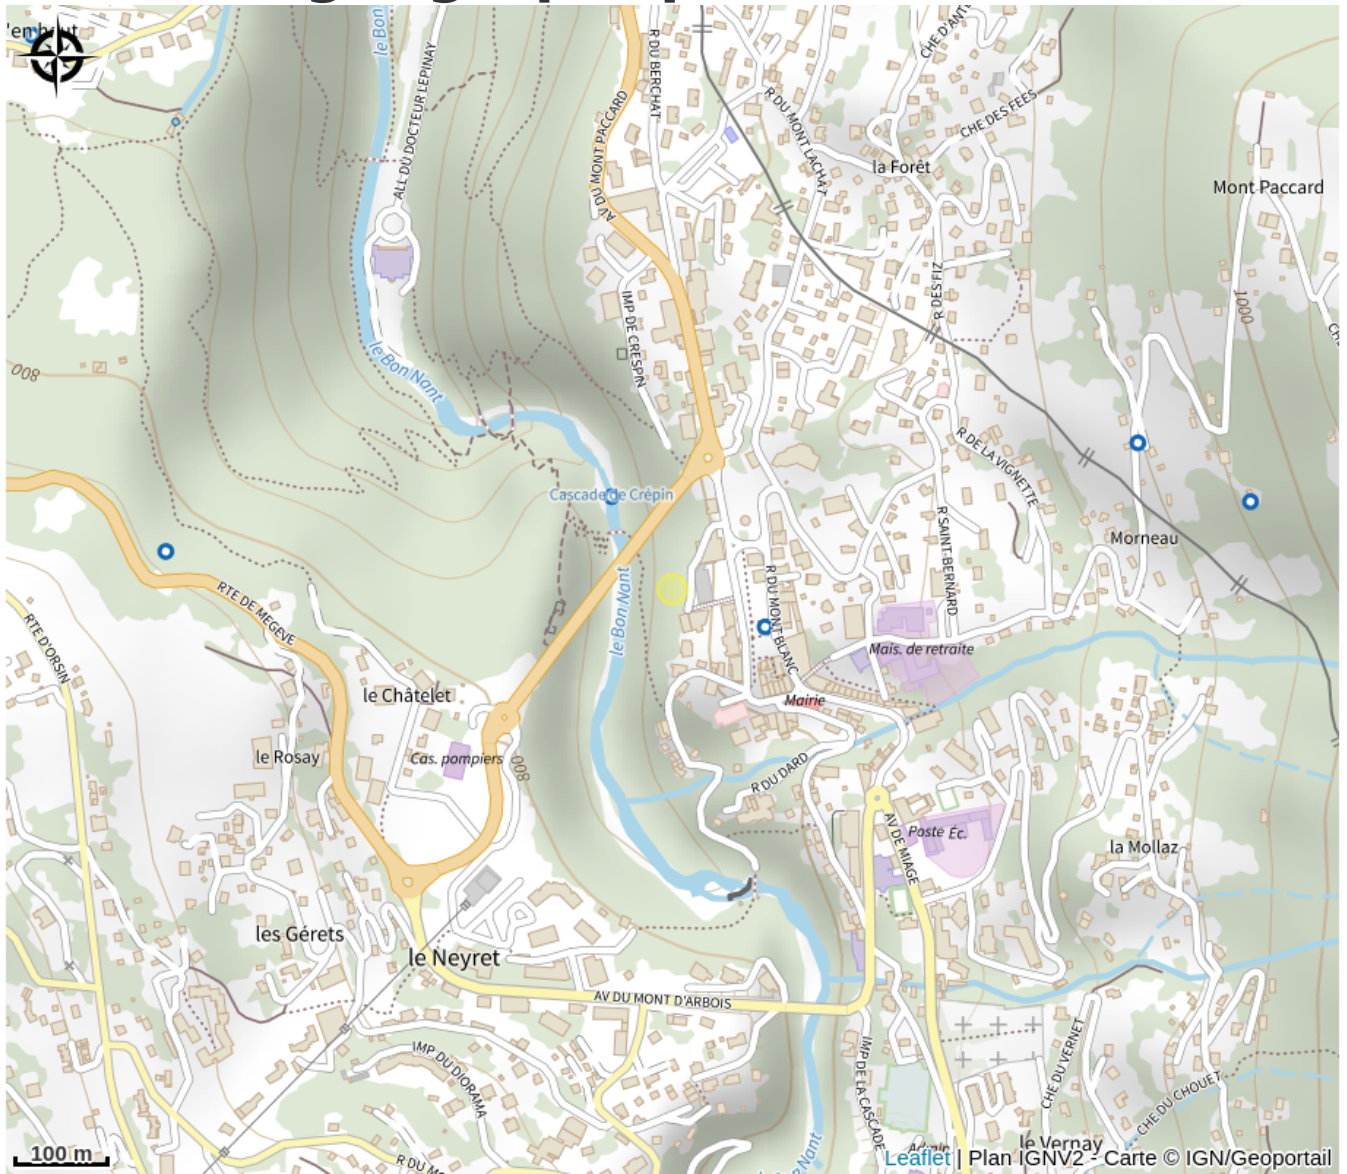 le Bon
ALL DU DOCTEUR LEPINAY
R DU BERCHAT
AV DU MONT PACCARD
R DU MONT LACHAT
CHE D'ANT
CHE DES FEES
la Forêt
Mont Paccard
1000
R DES FIZ
IMP DE CRESPIN
le Bon Nant
800
R DE LA VIGNETTE
Cascade de Crépin
Morneau
R SAINT-BERNARD
RTE DE MEGEVE
RTE D'ORSIN
le Bon Nant
R DU MONT BLANC
Mais. de retraite
le Châtelet
Mairie
le Rosay
Cas. pompiers
800
R DU DARD
AV DE MIAGE
Poste Éc.
la Mollaz
les Gérets
le Neyret
AV DU MONT D'ARBOIS
IMP DU DIORAMA
IMP DE LA CASCADE
CHE DU VERNET
CHE DU CHOUET
le Vernay
Nant
100 m
R DU M
Leaflet | Plan IGNV2 - Carte © IGN/Geoportail